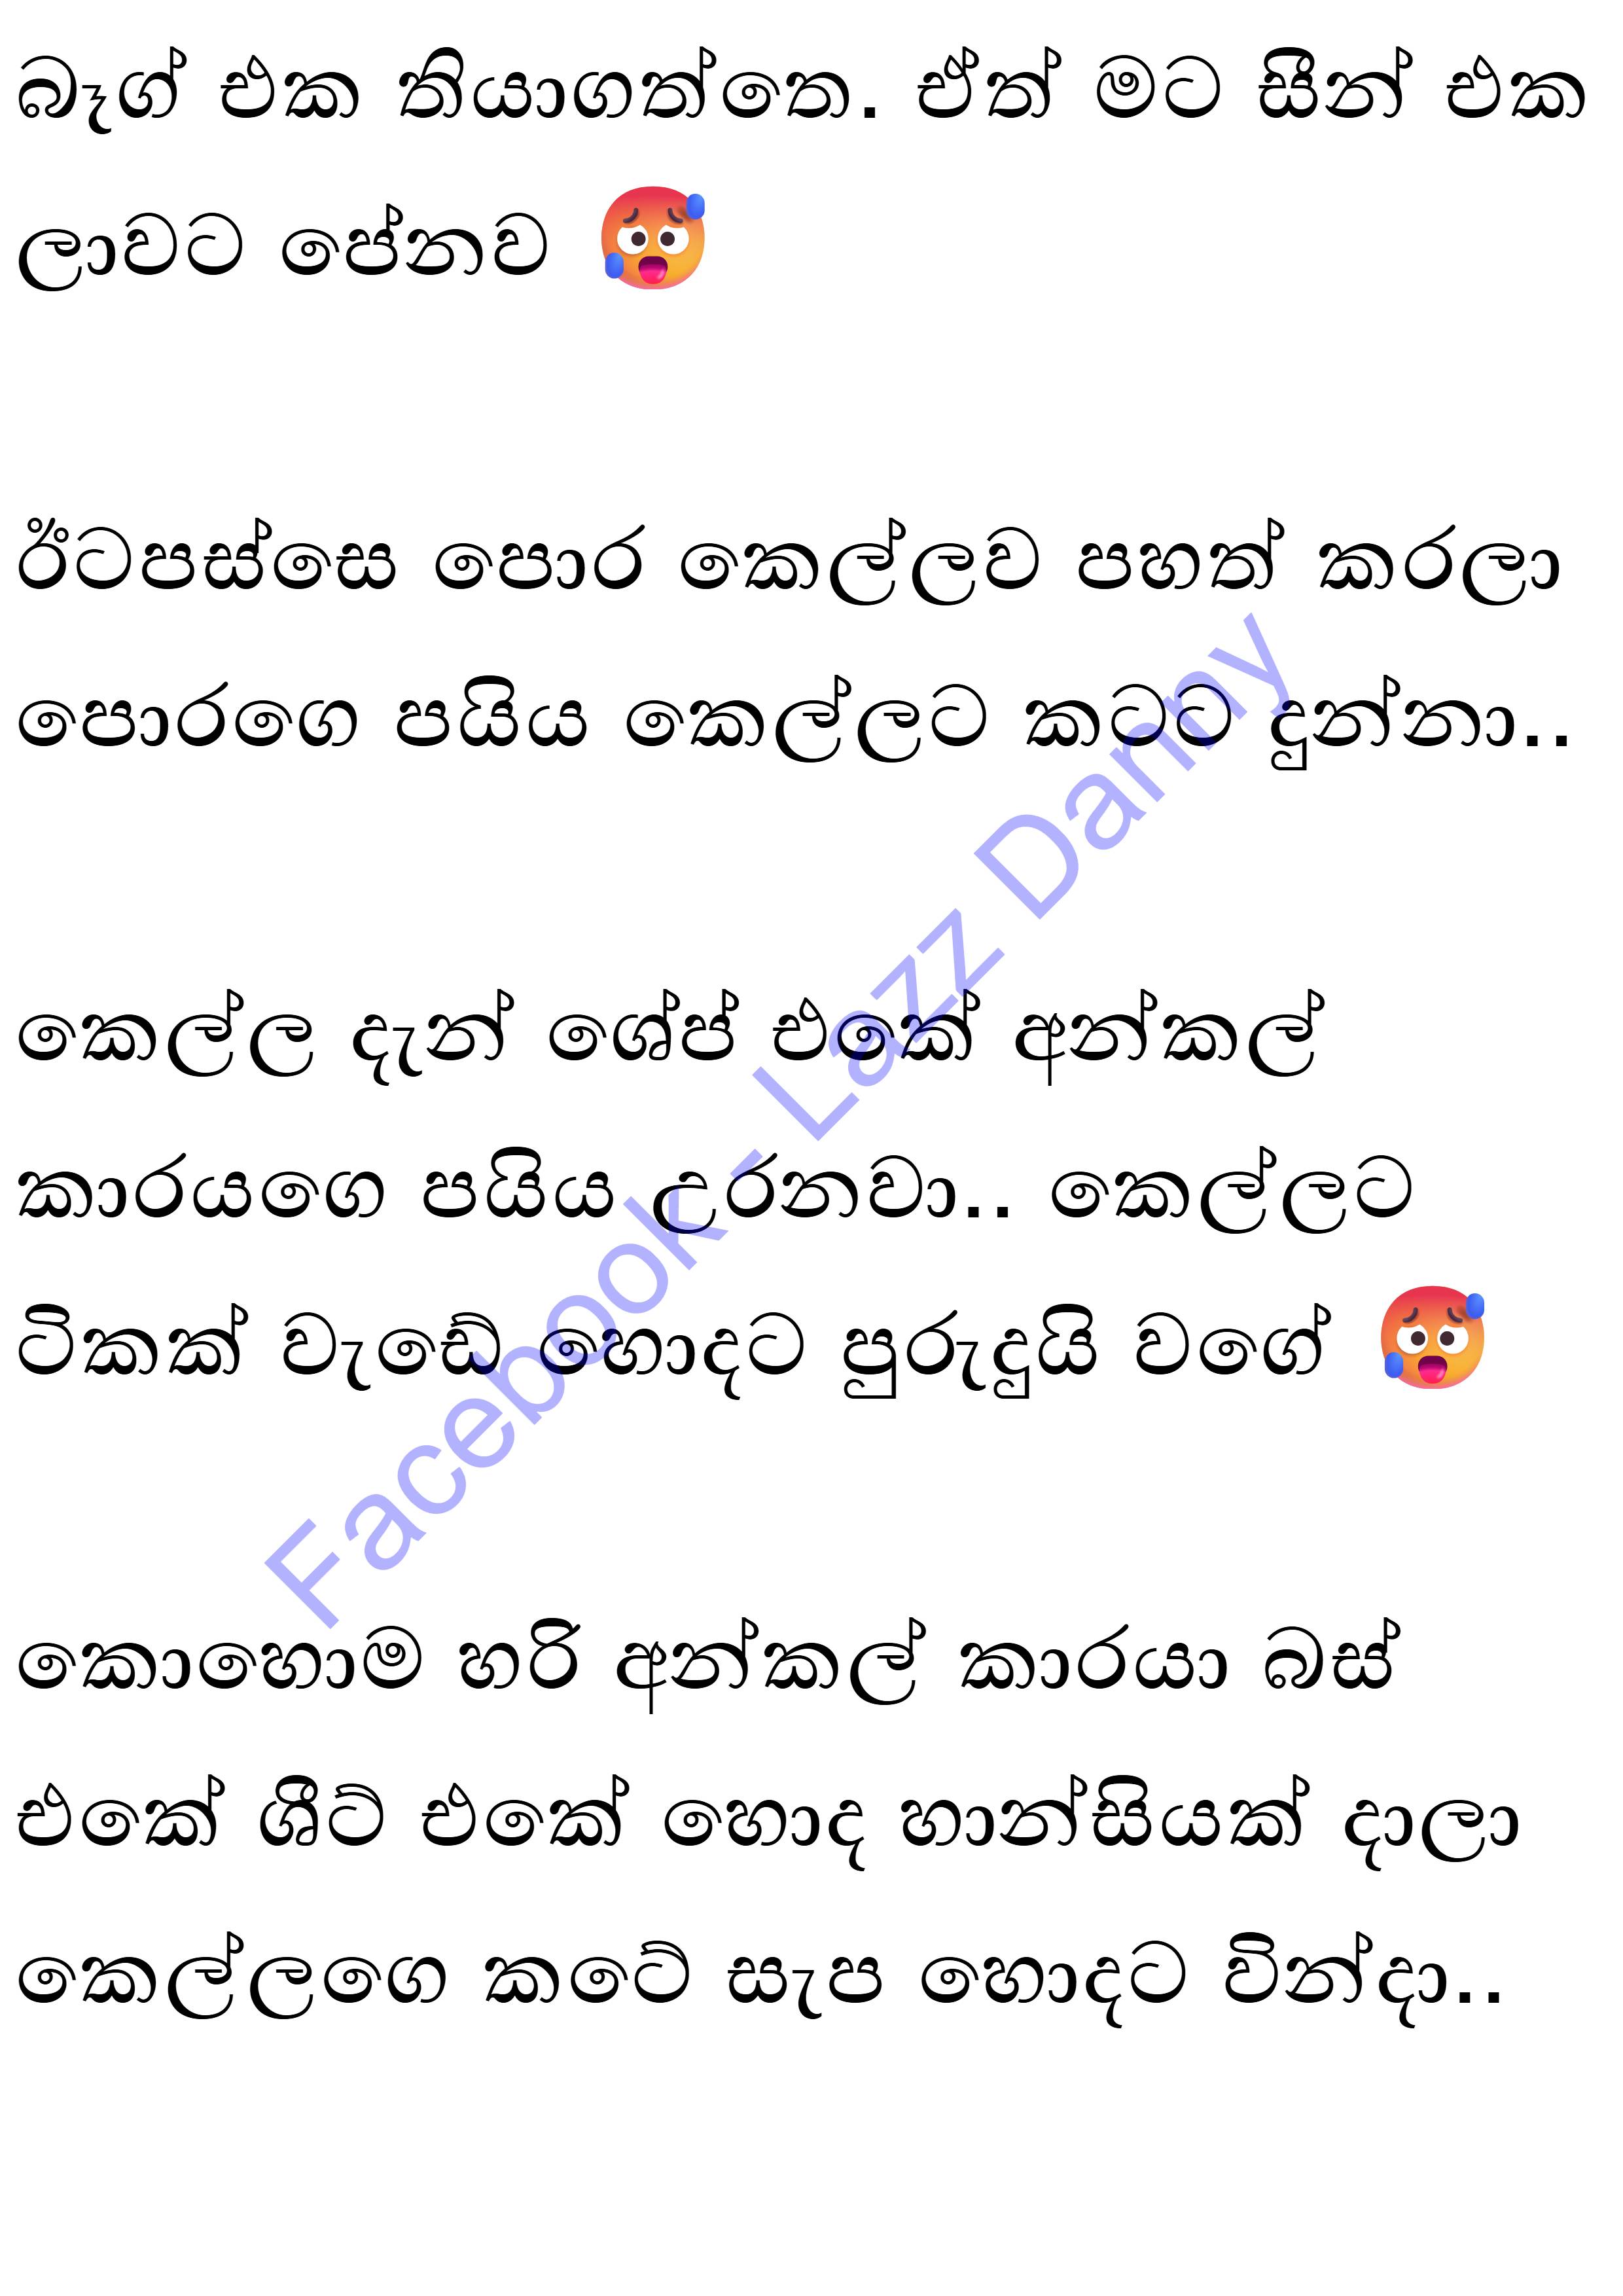 බෑග් එක තියාගත්තෙ. ඒත් මට සීන් එක
ලාවට පේනව 🥵
ඊටපස්සෙ පොර කෙල්ලව පහත් කරලා
පොරගෙ පයිය කෙල්ලට කටට දුන්නා..
කෙල්ල දැන් ශේප් එකේ අන්කල්
කාරයගෙ පයිය උරනවා.. කෙල්ලට
ටිකක් වැඩේ හොදට පුරුදුයි වගේ 🥵
කොහොම හරි අන්කල් කාරයා බස්
එකේ ශීට් එකේ හොද හාන්සියක් දාලා
කෙල්ලගෙ කටේ සැප හොදට වින්දා..
Facebook - Lazz Danny